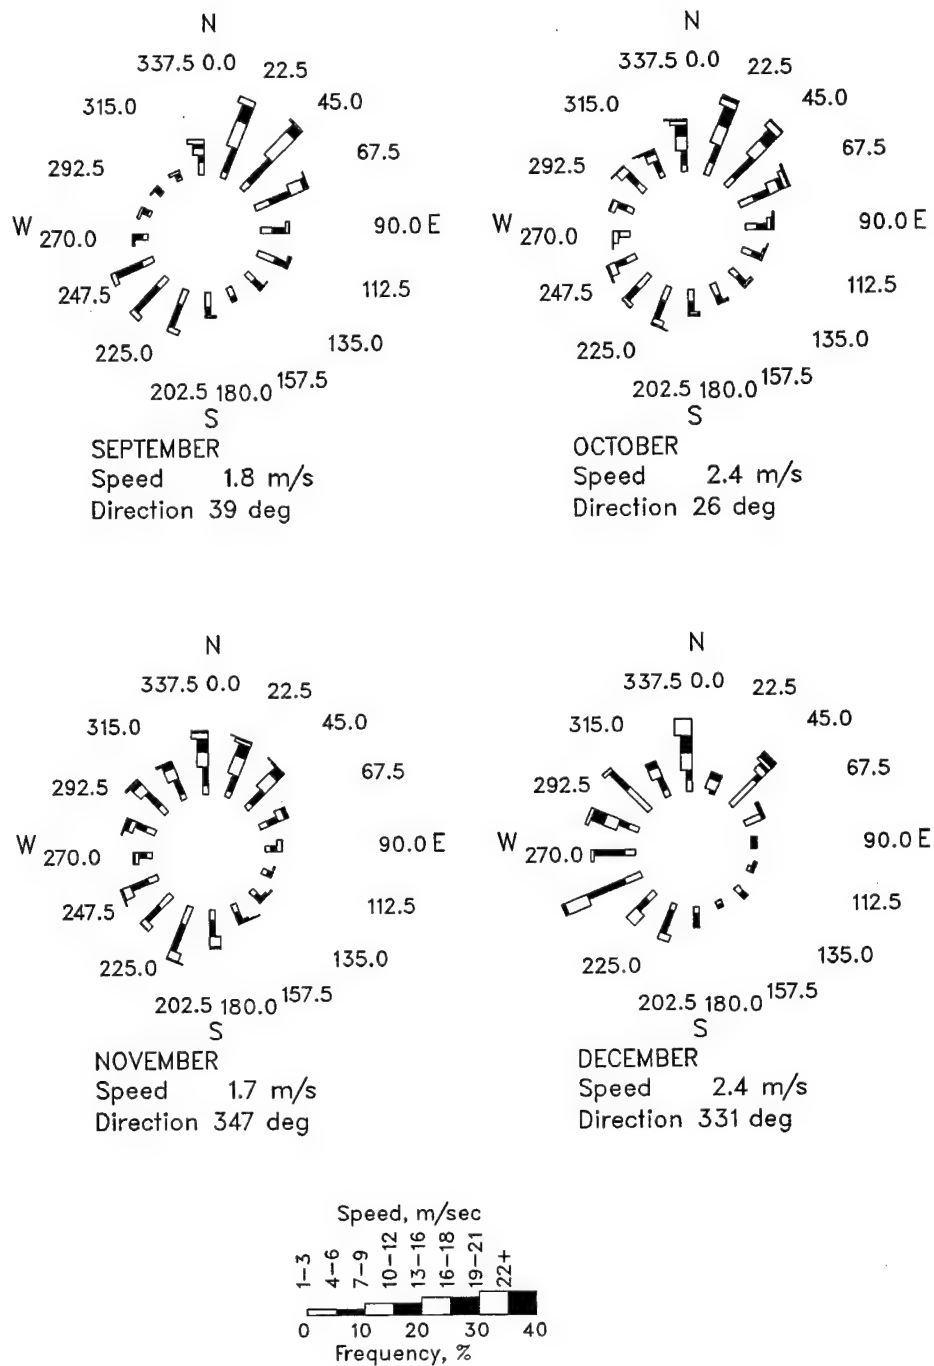 N
337.5 0.0 22.5
315.0 45.0
292.5 67.5
W 270.0 90.0 E
247.5 112.5
225.0 135.0
202.5 180.0 157.5
S
SEPTEMBER
Speed 1.8 m/s
Direction 39 deg
N
337.5 0.0 22.5
315.0 45.0
292.5 67.5
W 270.0 90.0 E
247.5 112.5
225.0 135.0
202.5 180.0 157.5
S
OCTOBER
Speed 2.4 m/s
Direction 26 deg
N
337.5 0.0 22.5
315.0 45.0
292.5 67.5
W 270.0 90.0 E
247.5 112.5
225.0 135.0
202.5 180.0 157.5
S
NOVEMBER
Speed 1.7 m/s
Direction 347 deg
N
337.5 0.0 22.5
315.0 45.0
292.5 67.5
W 270.0 90.0 E
112.5
225.0 135.0
202.5 180.0 157.5
S
DECEMBER
Speed 2.4 m/s
Direction 331 deg
Speed, m/sec
1-3 4-6 7-9 10-12 13-16 16-18 19-21 22+
0 10 20 30 40
Frequency, %